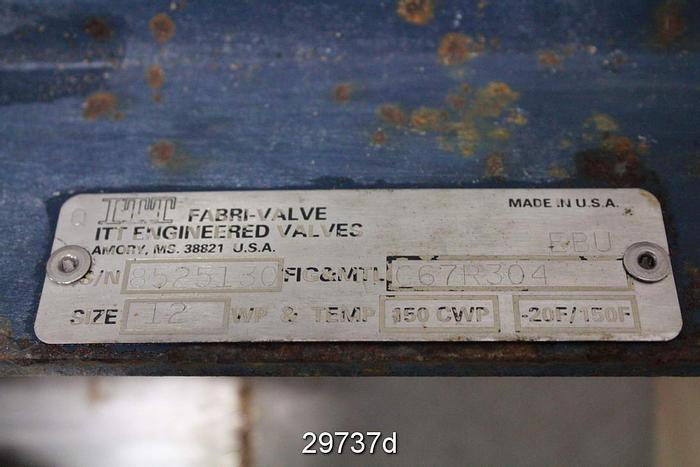 ITT FABRI-VALVE MADE IN U.S.A.
ITT ENGINEERED VALVES
AMORY, MS. 38821 U.S.A. EBU
S/N 8525130 FIG&MTL C67R304
SIZE 12 WP & TEMP 150 CWP -20F/150F
29737d